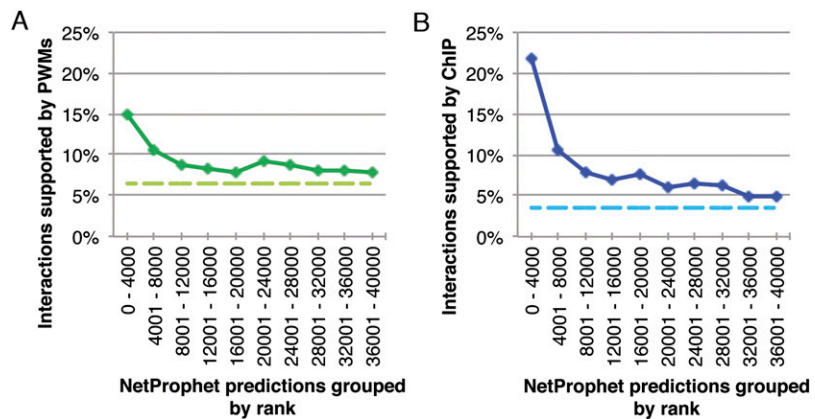 A
Interactions supported by PWMs
25%
20%
15%
10%
5%
0%
0 - 4000
4001 - 8000
8001 - 12000
12001 - 16000
16001 - 20000
20001 - 24000
24001 - 28000
28001 - 32000
32001 - 36000
36001 - 40000
NetProphet predictions grouped
by rank
B
Interactions supported by ChIP
25%
20%
15%
10%
5%
0%
0 - 4000
4001 - 8000
8001 - 12000
12001 - 16000
16001 - 20000
20001 - 24000
24001 - 28000
28001 - 32000
32001 - 36000
36001 - 40000
NetProphet predictions grouped
by rank